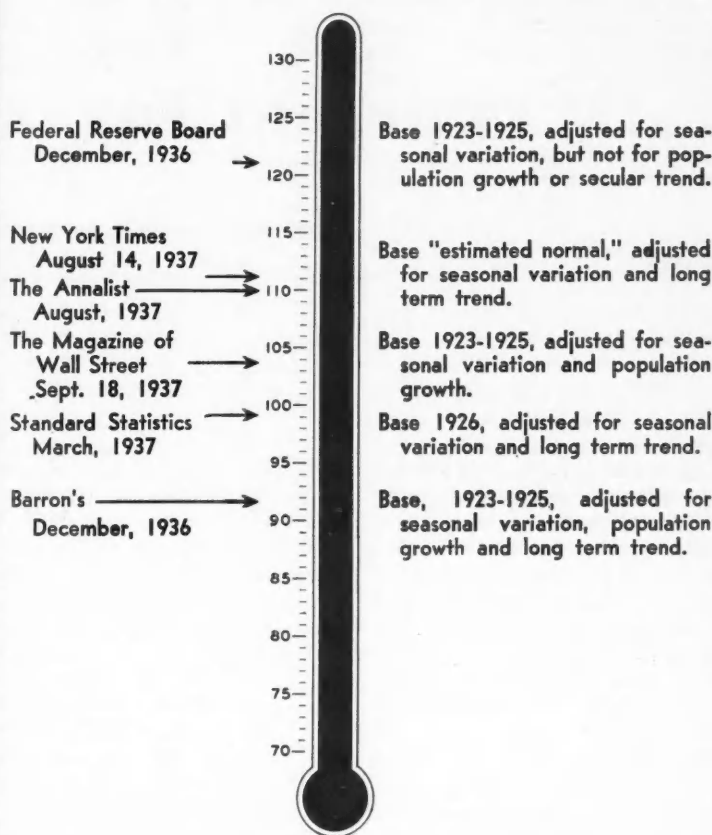 130
125
Federal Reserve Board
December, 1936
120
Base 1923-1925, adjusted for sea-
sonal variation, but not for pop-
ulation growth or secular trend.
115
New York Times
August 14, 1937
The Annalist
August, 1937
110
Base "estimated normal," adjusted
for seasonal variation and long
term trend.
The Magazine of
Wall Street
Sept. 18, 1937
105
Base 1923-1925, adjusted for sea-
sonal variation and population
growth.
100
Standard Statistics
March, 1937
Base 1926, adjusted for seasonal
variation and long term trend.
95
Barron's
December, 1936
90
Base, 1923-1925, adjusted for
seasonal variation, population
growth and long term trend.
85
80
75
70